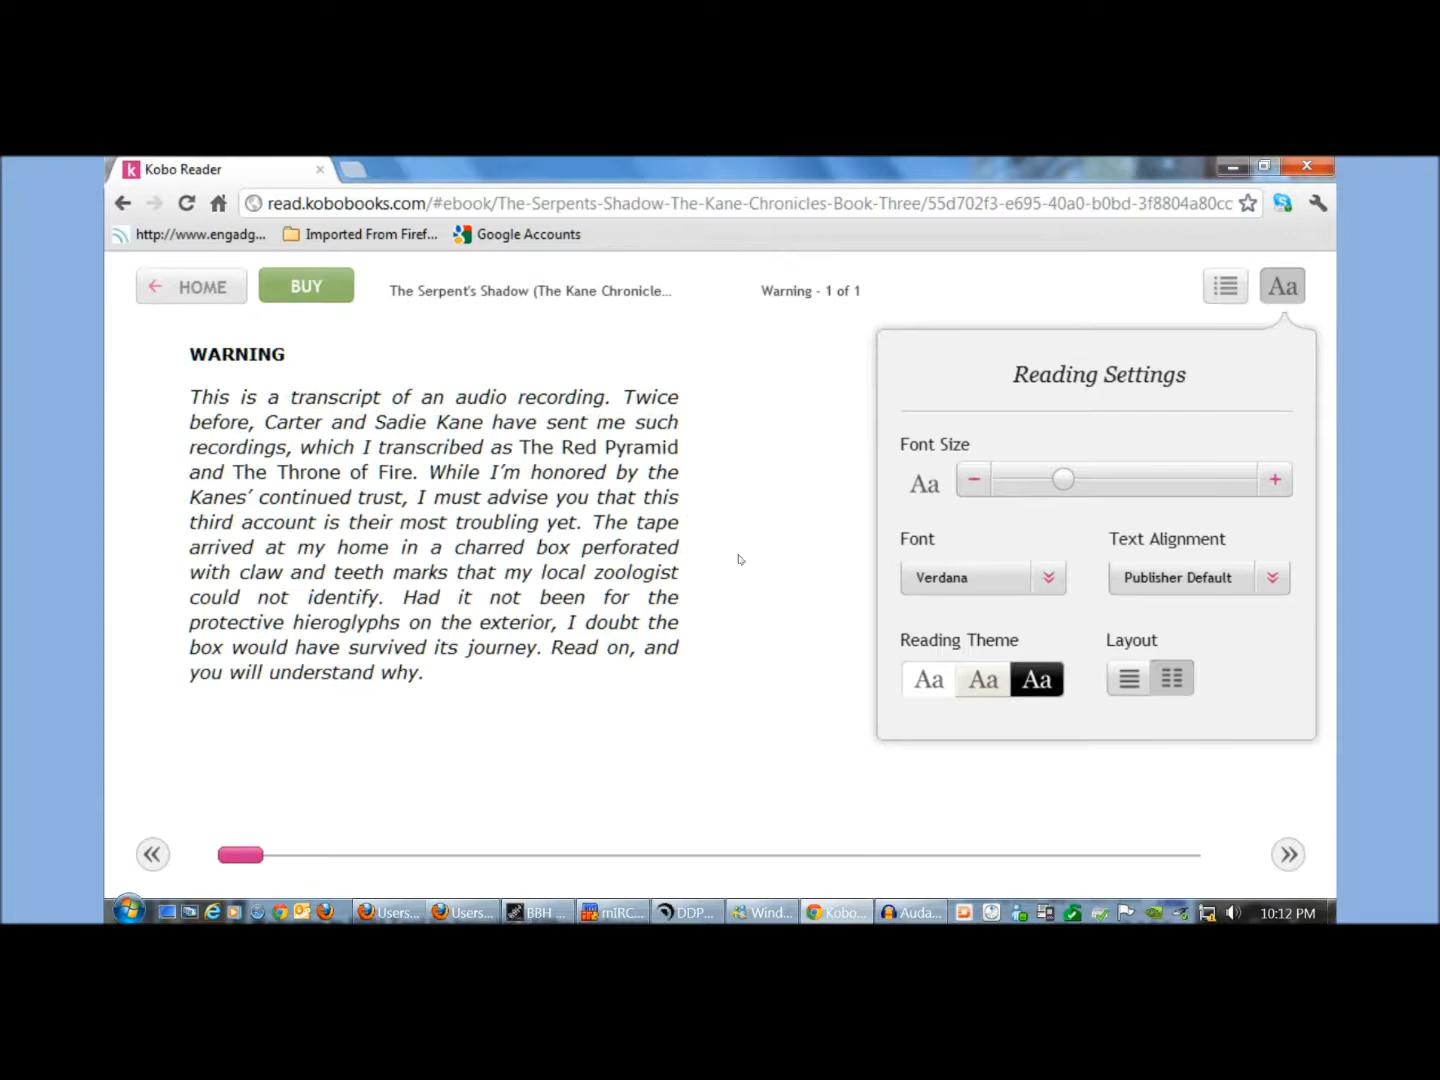 Kobo Reader
read.kobobooks.com/#ebook/The-Serpents-Shadow-The-Kane-Chronicles-Book-Three/55d702f3-e695-40a0-b0bd-3f8804a80cc
http://www.engadg... Imported From Firef... Google Accounts
HOME BUY The Serpent's Shadow (The Kane Chronicle... Warning - 1 of 1 Aa
WARNING
This is a transcript of an audio recording. Twice
before, Carter and Sadie Kane have sent me such
recordings, which I transcribed as The Red Pyramid
and The Throne of Fire. While I’m honored by the
Kanes’ continued trust, I must advise you that this
third account is their most troubling yet. The tape
arrived at my home in a charred box perforated
with claw and teeth marks that my local zoologist
could not identify. Had it not been for the
protective hieroglyphs on the exterior, I doubt the
box would have survived its journey. Read on, and
you will understand why.
Reading Settings
Font Size
Aa - +
Font Text Alignment
Verdana Publisher Default
Reading Theme Layout
Aa Aa Aa
Users... Users... BBH ... mIRC... DDP... Wind... Kobo... Auda... 10:12 PM